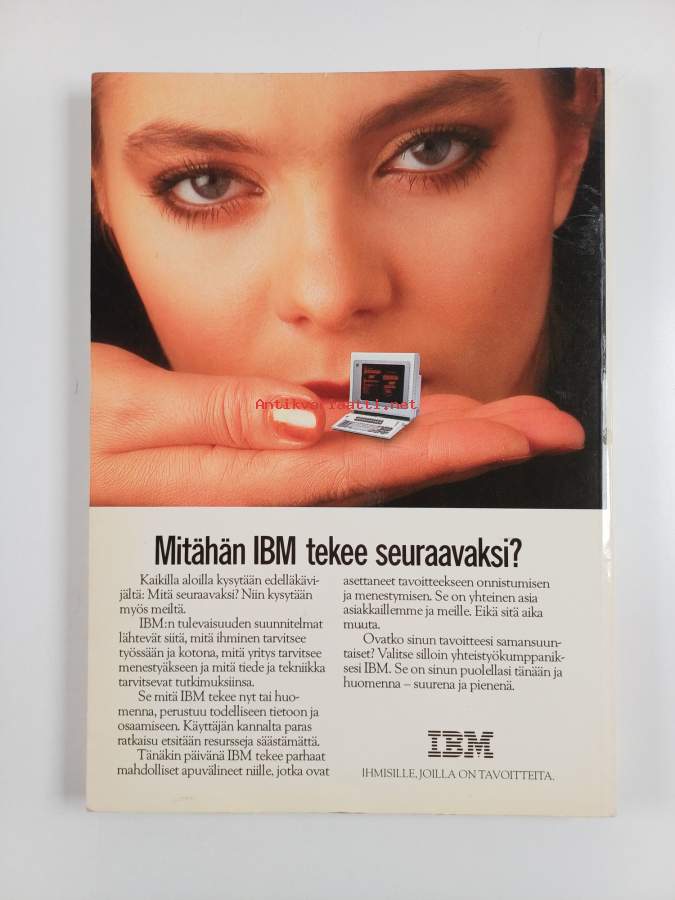 Antikvariaatti.net
Mitähän IBM tekee seuraavaksi?
Kaikilla aloilla kysytään edelläkävi-
jältä: Mitä seuraavaksi? Niin kysytään
myös meiltä.
IBM:n tulevaisuuden suunnitelmat
lähtevät siitä, mitä ihminen tarvitsee
työssään ja kotona, mitä yritys tarvitsee
menestyäkseen ja mitä tiede ja tekniikka
tarvitsevat tutkimuksiinsa.
Se mitä IBM tekee nyt tai huo-
menna, perustuu todelliseen tietoon ja
osaamiseen. Käyttäjän kannalta paras
ratkaisu etsitään resursseja säästämättä.
Tänäkin päivänä IBM tekee parhaat
mahdolliset apuvälineet niille, jotka ovat
asettaneet tavoitteekseen onnistumisen
ja menestymisen. Se on yhteinen asia
asiakkaillemme ja meille. Eikä sitä aika
muuta.
Ovatko sinun tavoitteesi samansuun-
taiset? Valitse silloin yhteistyökumppanik-
sesi IBM. Se on sinun puolellasi tänään ja
huomenna – suurena ja pienenä.
IBM
IHMISILLE, JOILLA ON TAVOITTEITA.